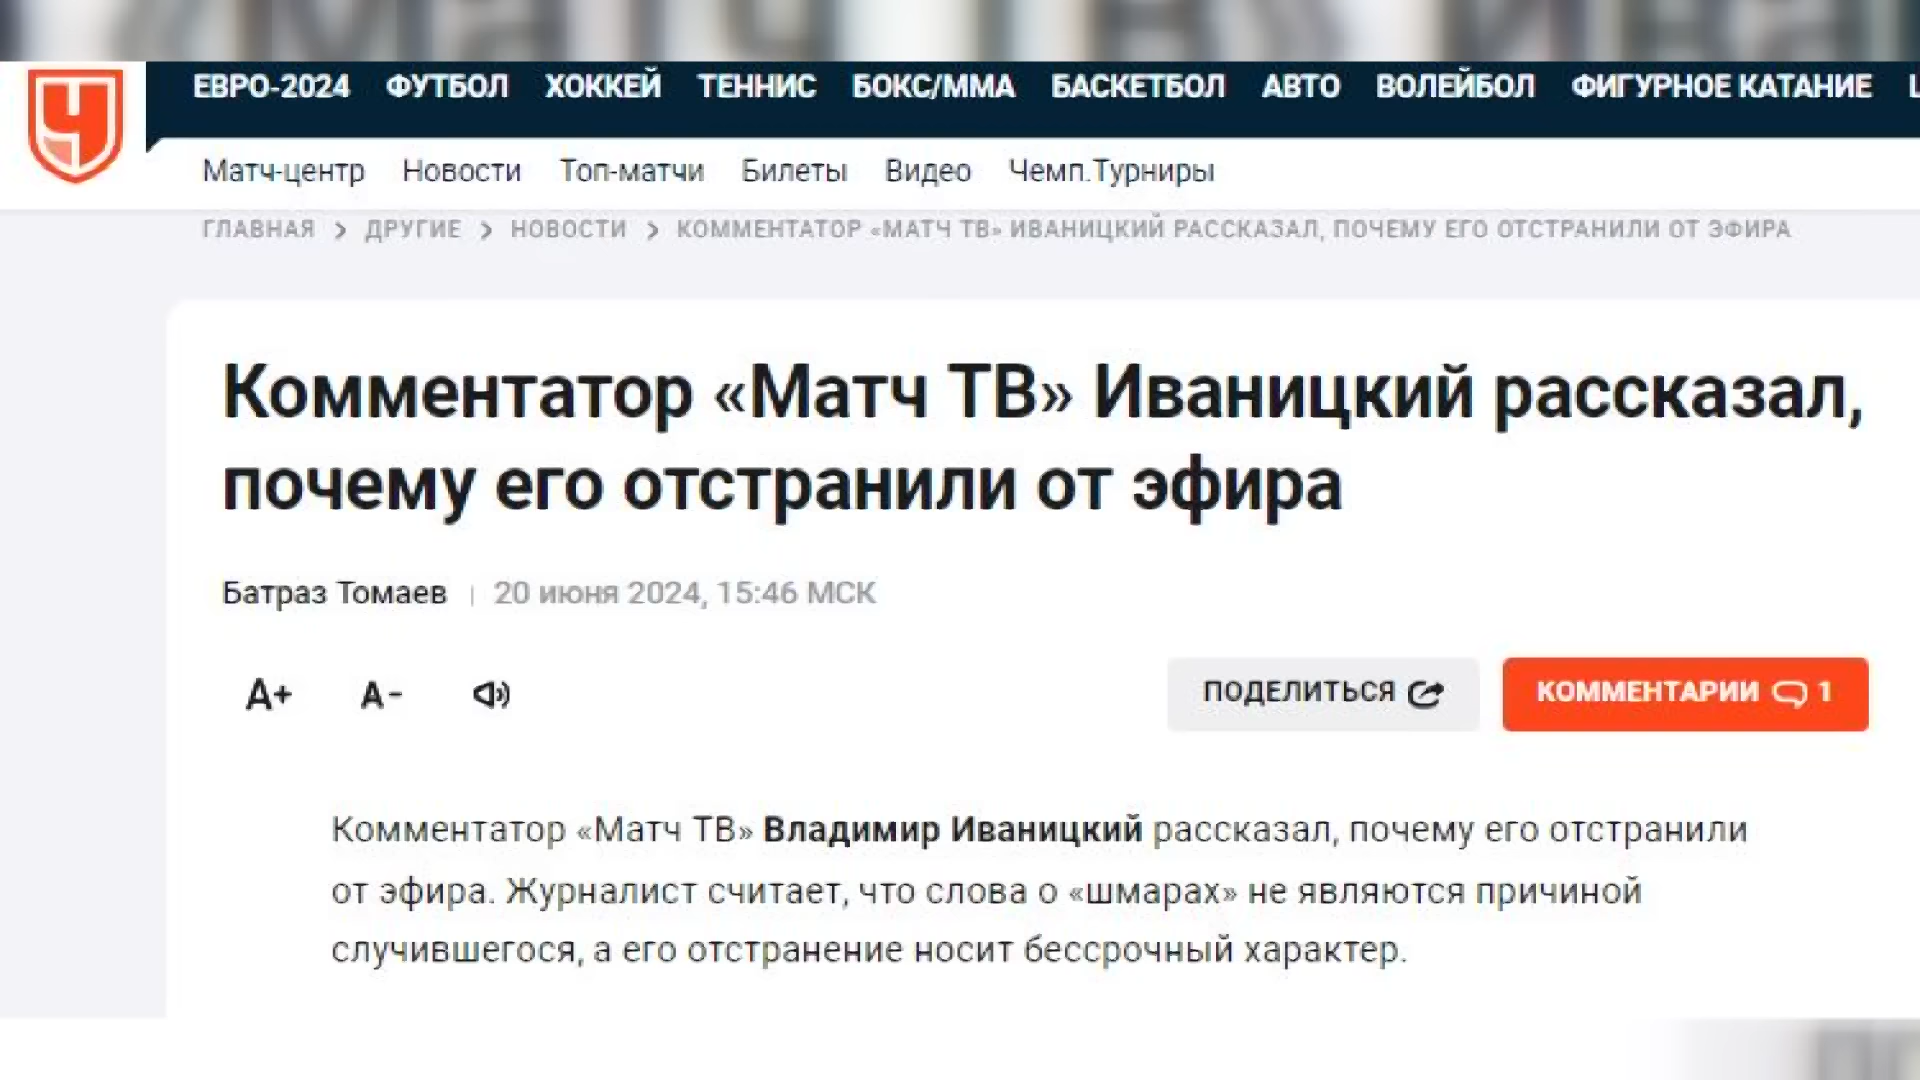 ЕВРО-2024 ФУТБОЛ ХОККЕЙ ТЕННИС БОКС/ММА БАСКЕТБОЛ АВТО ВОЛЕЙБОЛ ФИГУРНОЕ КАТАНИЕ
Матч-центр Новости Топ-матчи Билеты Видео Чемп.Турниры
ГЛАВНАЯ > ДРУГИЕ > НОВОСТИ > КОММЕНТАТОР «МАТЧ ТВ» ИВАНИЦКИЙ РАССКАЗАЛ, ПОЧЕМУ ЕГО ОТСТРАНИЛИ ОТ ЭФИРА
Комментатор «Матч ТВ» Иваницкий рассказал,
почему его отстранили от эфира
Батраз Томаев | 20 июня 2024, 15:46 МСК
A+ A- ПОДЕЛИТЬСЯ КОММЕНТАРИИ 1
Комментатор «Матч ТВ» Владимир Иваницкий рассказал, почему его отстранили
от эфира. Журналист считает, что слова о «шмарах» не являются причиной
случившегося, а его отстранение носит бессрочный характер.